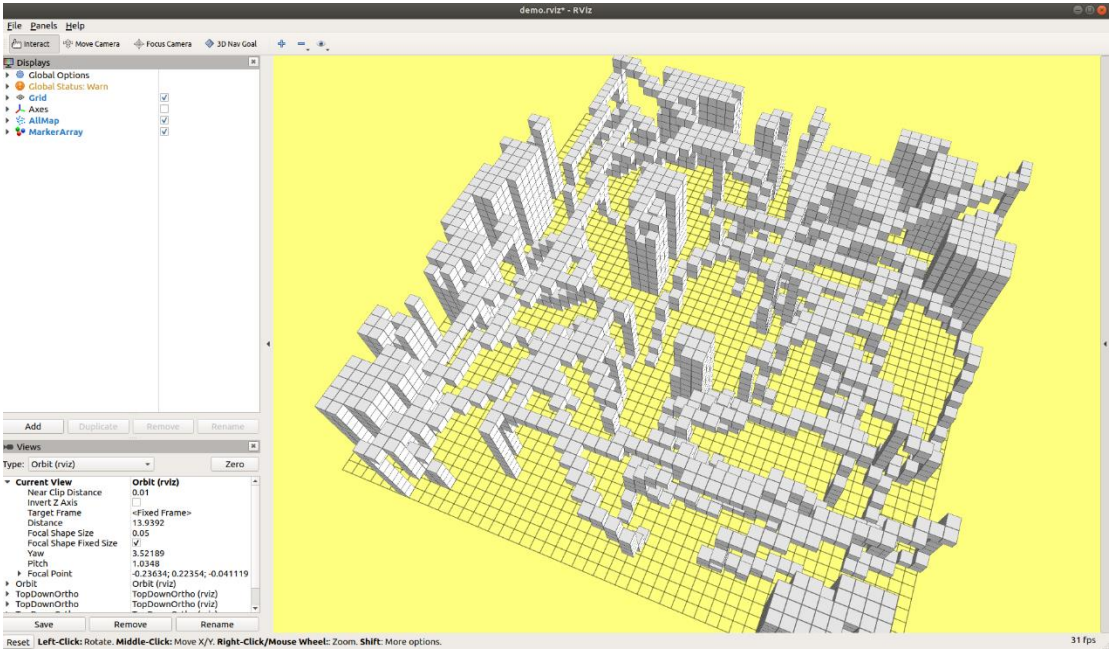 demo.rviz* - RViz
File Panels Help
Interact Move Camera Focus Camera 3D Nav Goal
Displays
Global Options
Global Status: Warn
Grid
Axes
AllMap
MarkerArray
Add Duplicate Remove Rename
Views
Type: Orbit (rviz) Zero
Current View Orbit (rviz)
Near Clip Distance 0.01
Invert Z Axis
Target Frame <Fixed Frame>
Distance 13.9392
Focal Shape Size 0.05
Focal Shape Fixed Size
Yaw 3.52189
Pitch 1.0348
Focal Point -0.23634; 0.22354; -0.041119
Orbit Orbit (rviz)
TopDownOrtho TopDownOrtho (rviz)
TopDownOrtho TopDownOrtho (rviz)
Save Remove Rename
Reset Left-Click: Rotate. Middle-Click: Move X/Y. Right-Click/Mouse Wheel:: Zoom. Shift: More options. 31 fps